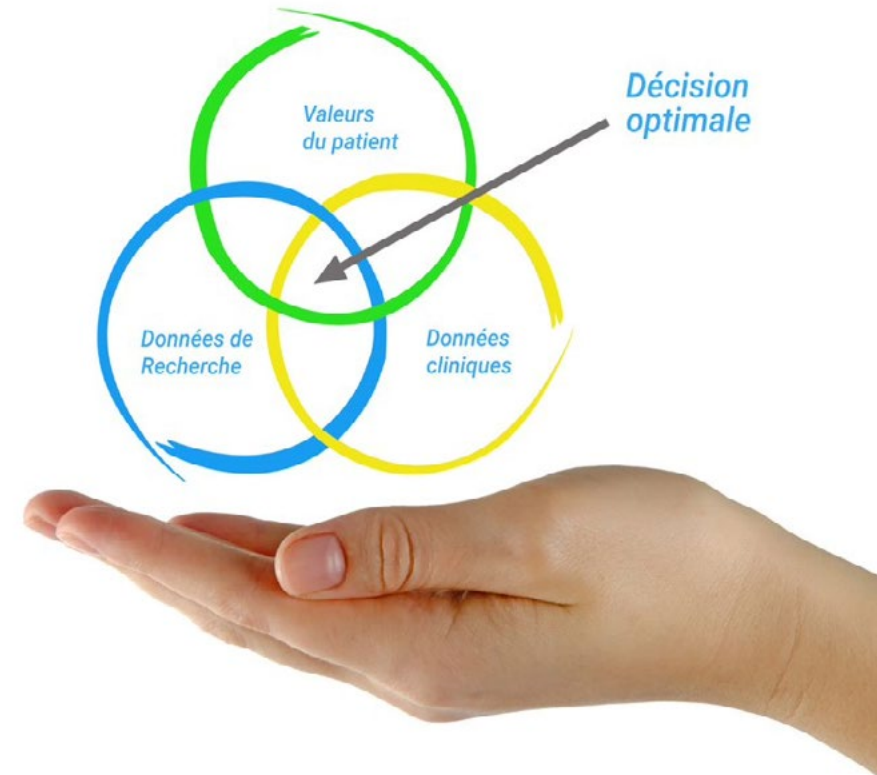 Décision
optimale
Valeurs
du patient
Données de
Recherche
Données
cliniques